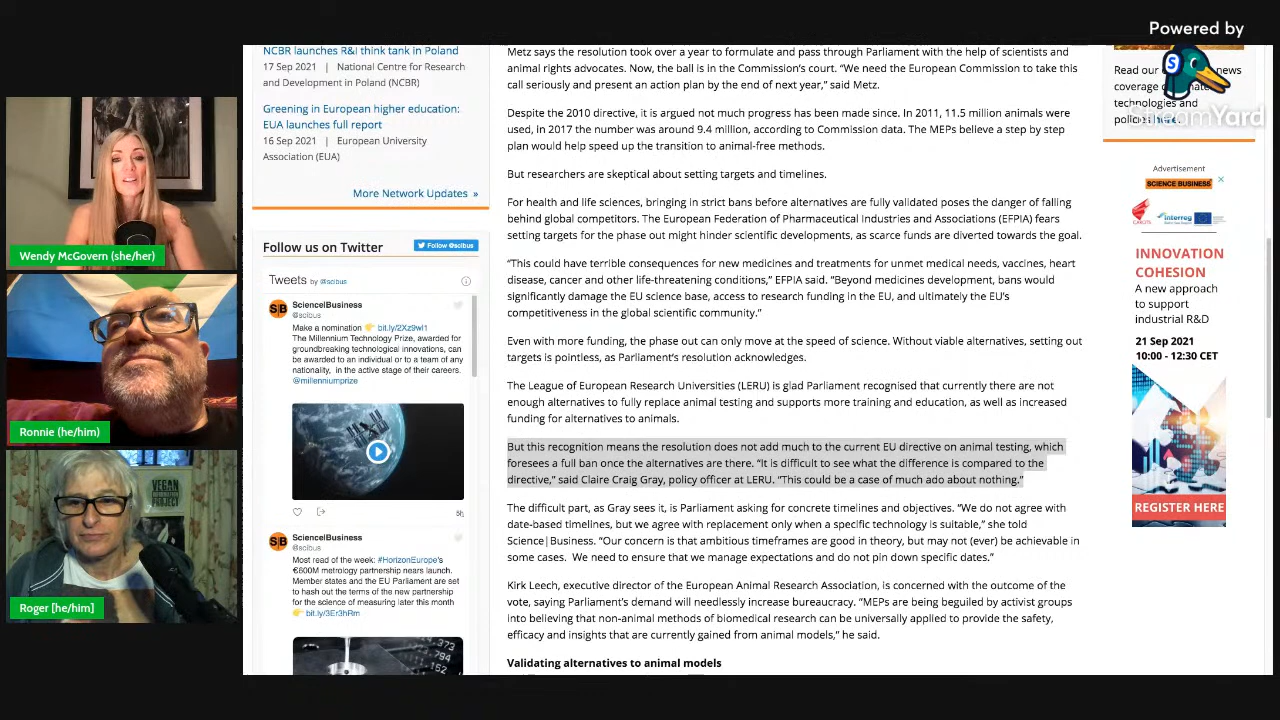 Powered by
StreamYard
Wendy McGovern (she/her)
Ronnie (he/him)
VEGAN
PROJECT
Roger [he/him]
NCBR launches R&I think tank in Poland
17 Sep 2021 | National Centre for Research
and Development in Poland (NCBR)
Greening in European higher education:
EUA launches full report
16 Sep 2021 | European University
Association (EUA)
More Network Updates »
Follow us on Twitter
Follow @scibus
Tweets by @scibus
ScienceBusiness
@scibus
Make a nomination 👉 bit.ly/2Xz9wI1
The Millennium Technology Prize, awarded for
groundbreaking technological innovations, can
be awarded to an individual or to a team of any
nationality, in the active stage of their careers.
@millenniumprize
5h
ScienceBusiness
@scibus
Most read of the week: #HorizonEurope's
€600M metrology partnership nears launch.
Member states and the EU Parliament are set
to hash out the terms of the new partnership
for the science of measuring later this month
👉 bit.ly/3Er3hRm
Metz says the resolution took over a year to formulate and pass through Parliament with the help of scientists and
animal rights advocates. Now, the ball is in the Commission's court. “We need the European Commission to take this
call seriously and present an action plan by the end of next year,” said Metz.
Despite the 2010 directive, it is argued not much progress has been made since. In 2011, 11.5 million animals were
used, in 2017 the number was around 9.4 million, according to Commission data. The MEPs believe a step by step
plan would help speed up the transition to animal-free methods.
But researchers are skeptical about setting targets and timelines.
For health and life sciences, bringing in strict bans before alternatives are fully validated poses the danger of falling
behind global competitors. The European Federation of Pharmaceutical Industries and Associations (EFPIA) fears
setting targets for the phase out might hinder scientific developments, as scarce funds are diverted towards the goal.
“This could have terrible consequences for new medicines and treatments for unmet medical needs, vaccines, heart
disease, cancer and other life-threatening conditions,” EFPIA said. “Beyond medicines development, bans would
significantly damage the EU science base, access to research funding in the EU, and ultimately the EU's
competitiveness in the global scientific community.”
Even with more funding, the phase out can only move at the speed of science. Without viable alternatives, setting out
targets is pointless, as Parliament's resolution acknowledges.
The League of European Research Universities (LERU) is glad Parliament recognised that currently there are not
enough alternatives to fully replace animal testing and supports more training and education, as well as increased
funding for alternatives to animals.
But this recognition means the resolution does not add much to the current EU directive on animal testing, which
foresees a full ban once the alternatives are there. “It is difficult to see what the difference is compared to the
directive,” said Claire Craig Gray, policy officer at LERU. “This could be a case of much ado about nothing.”
The difficult part, as Gray sees it, is Parliament asking for concrete timelines and objectives. “We do not agree with
date-based timelines, but we agree with replacement only when a specific technology is suitable,” she told
Science|Business. “Our concern is that ambitious timeframes are good in theory, but may not (ever) be achievable in
some cases. We need to ensure that we manage expectations and do not pin down specific dates.”
Kirk Leech, executive director of the European Animal Research Association, is concerned with the outcome of the
vote, saying Parliament's demand will needlessly increase bureaucracy. “MEPs are being beguiled by activist groups
into believing that non-animal methods of biomedical research can be universally applied to provide the safety,
efficacy and insights that are currently gained from animal models,” he said.
Validating alternatives to animal models
Read our news
coverage
technologies and
policies here
Advertisement
SCIENCE BUSINESS
interreg
INNOVATION
COHESION
A new approach
to support
industrial R&D
21 Sep 2021
10:00 - 12:30 CET
REGISTER HERE